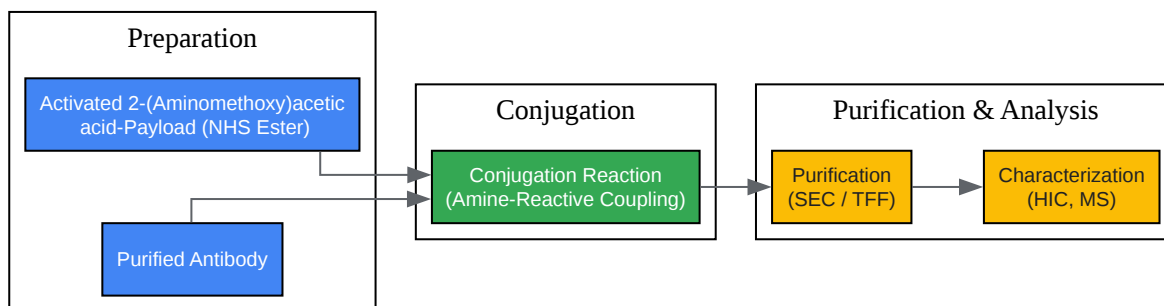 Preparation
Activated 2-(Aminomethoxy)acetic
acid-Payload (NHS Ester)
Purified Antibody
Conjugation
Conjugation Reaction
(Amine-Reactive Coupling)
Purification & Analysis
Purification
(SEC / TFF)
Characterization
(HIC, MS)